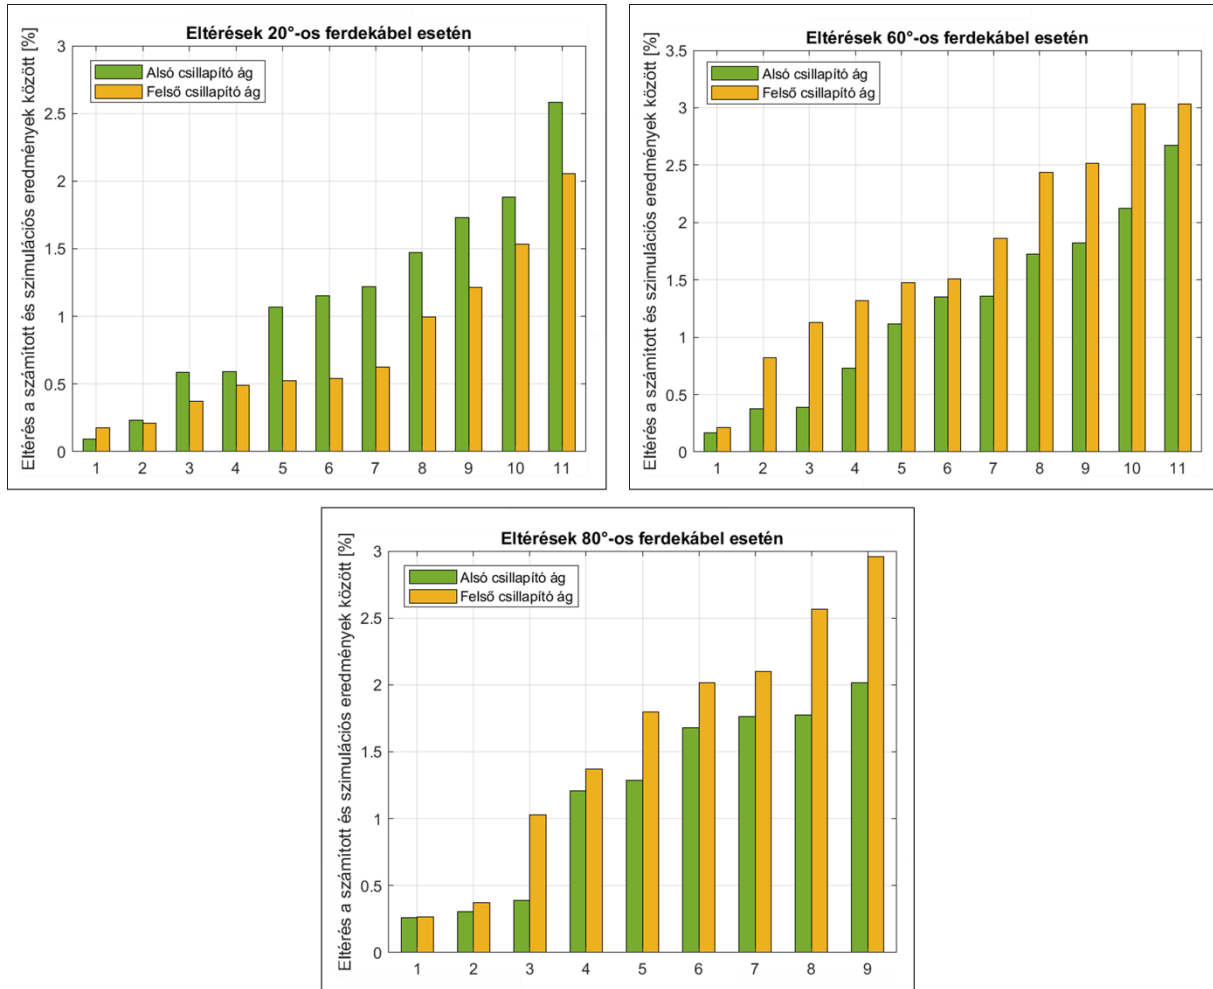 Eltérések 20°-os ferdekábel esetén
Eltérés a számított és szimulációs eredmények között [%]
Alsó csillapító ág
Felső csillapító ág
3
2.5
2
1.5
1
0.5
0
1 2 3 4 5 6 7 8 9 10 11
Eltérések 60°-os ferdekábel esetén
Eltérés a számított és szimulációs eredmények között [%]
Alsó csillapító ág
Felső csillapító ág
3.5
3
2.5
2
1.5
1
0.5
0
1 2 3 4 5 6 7 8 9 10 11
Eltérések 80°-os ferdekábel esetén
Eltérés a számított és szimulációs eredmények között [%]
Alsó csillapító ág
Felső csillapító ág
3
2.5
2
1.5
1
0.5
0
1 2 3 4 5 6 7 8 9